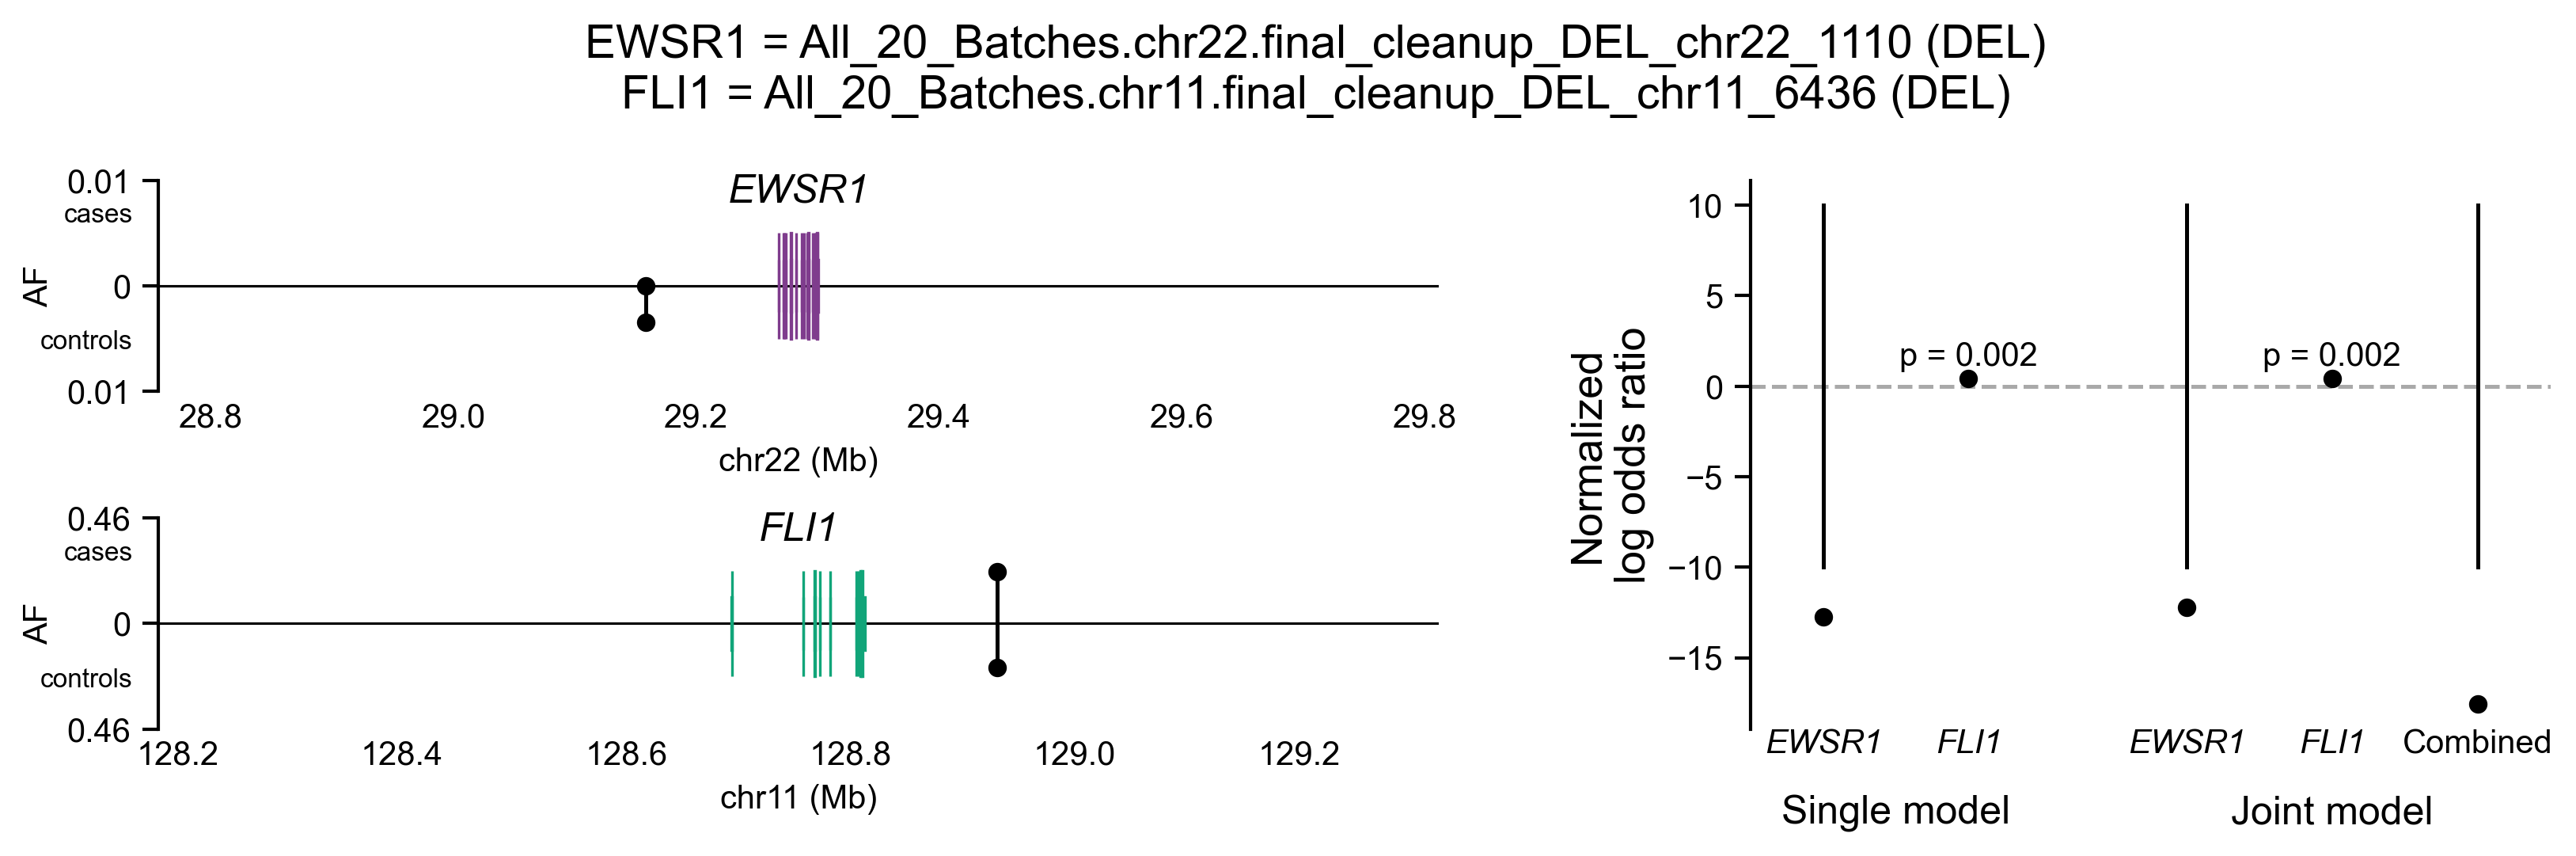 EWSR1 = All_20_Batches.chr22.final_cleanup_DEL_chr22_1110 (DEL)
FLI1 = All_20_Batches.chr11.final_cleanup_DEL_chr11_6436 (DEL)
EWSR1
0.01
cases
AF
0
controls
0.01
28.8 29.0 29.2 29.4 29.6 29.8
chr22 (Mb)
FLI1
0.46
cases
AF
0
controls
0.46
128.2 128.4 128.6 128.8 129.0 129.2
chr11 (Mb)
Normalized
log odds ratio
10
5
0
−5
−10
−15
p = 0.002 p = 0.002
EWSR1 FLI1 EWSR1 FLI1 Combined
Single model Joint model